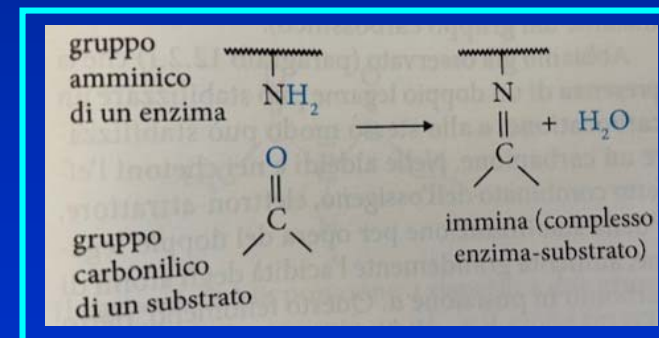 gruppo
amminico
di un enzima
NH₂
O
C
gruppo
carbonilico
di un substrato
N
C
+ H₂O
immina (complesso
enzima-substrato)